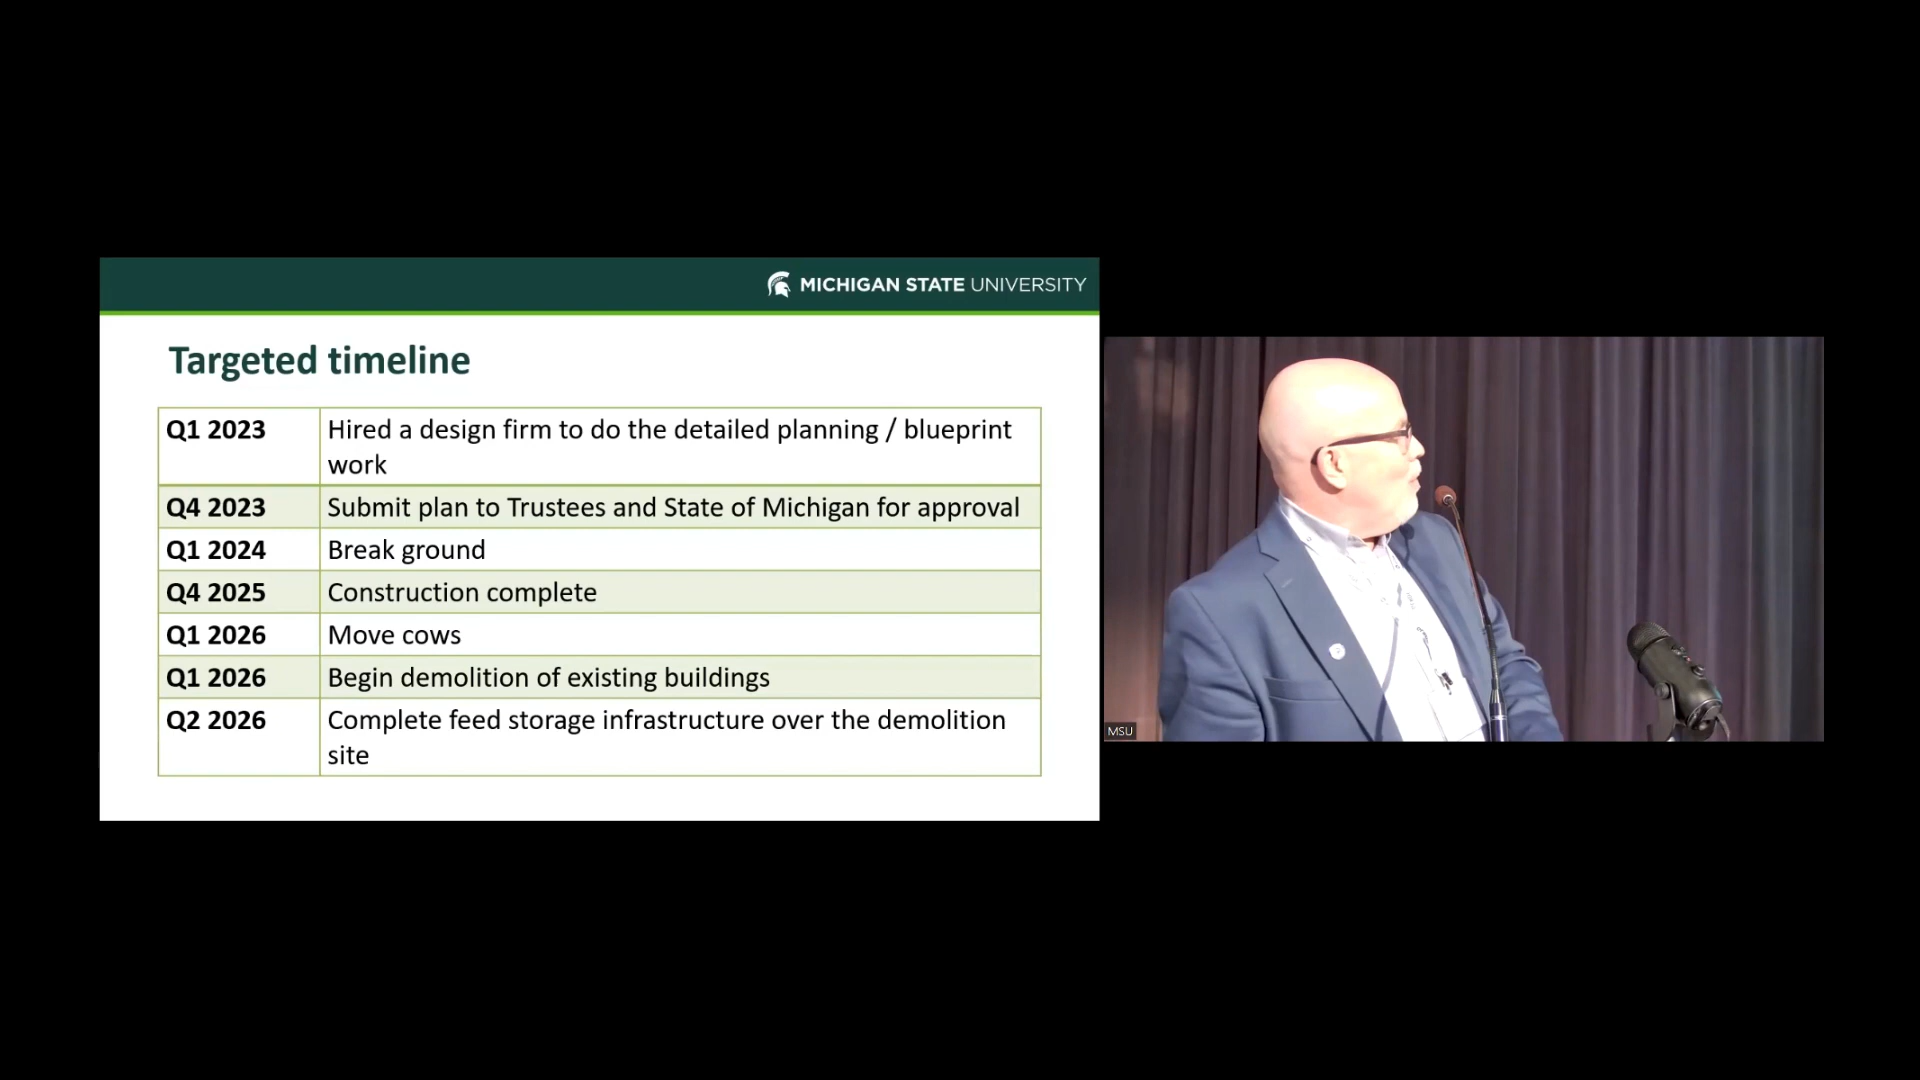 MICHIGAN STATE UNIVERSITY
Targeted timeline
Q1 2023 Hired a design firm to do the detailed planning / blueprint
work
Q4 2023 Submit plan to Trustees and State of Michigan for approval
Q1 2024 Break ground
Q4 2025 Construction complete
Q1 2026 Move cows
Q1 2026 Begin demolition of existing buildings
Q2 2026 Complete feed storage infrastructure over the demolition
site
MSU